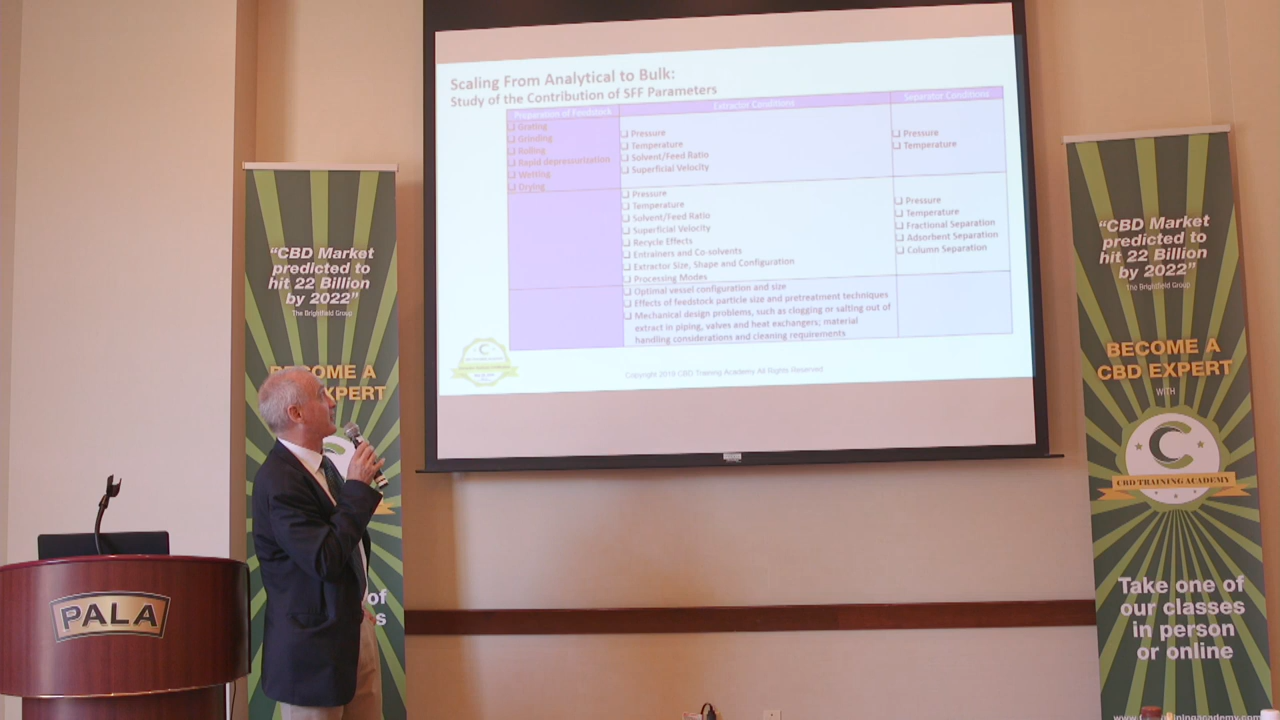 Scaling From Analytical to Bulk:
Study of the Contribution of SFF Parameters
Preparation of Feedstock
Extractor Conditions
Separator Conditions
❑ Grating
❑ Grinding
❑ Rolling
❑ Rapid depressurization
❑ Wetting
❑ Drying
❑ Pressure
❑ Temperature
❑ Solvent/Feed Ratio
❑ Superficial Velocity
❑ Pressure
❑ Temperature
❑ Pressure
❑ Temperature
❑ Solvent/Feed Ratio
❑ Superficial Velocity
❑ Recycle Effects
❑ Entrainers and Co-solvents
❑ Extractor Size, Shape and Configuration
❑ Processing Modes
❑ Pressure
❑ Temperature
❑ Fractional Separation
❑ Adsorbent Separation
❑ Column Separation
❑ Optimal vessel configuration and size
❑ Effects of feedstock particle size and pretreatment techniques
❑ Mechanical design problems, such as clogging or salting out of
extract in piping, valves and heat exchangers; material
handling considerations and cleaning requirements
Copyright 2019 CBD Training Academy All Rights Reserved
"CBD Market
predicted to
hit 22 Billion
by 2022"
The Brightfield Group
BECOME A
EXPERT
of
s
PALA
"CBD Market
predicted to
hit 22 Billion
by 2022"
The Brightfield Group
BECOME A
CBD EXPERT
WITH
C
CBD TRAINING ACADEMY
Take one of
our classes
in person
or online